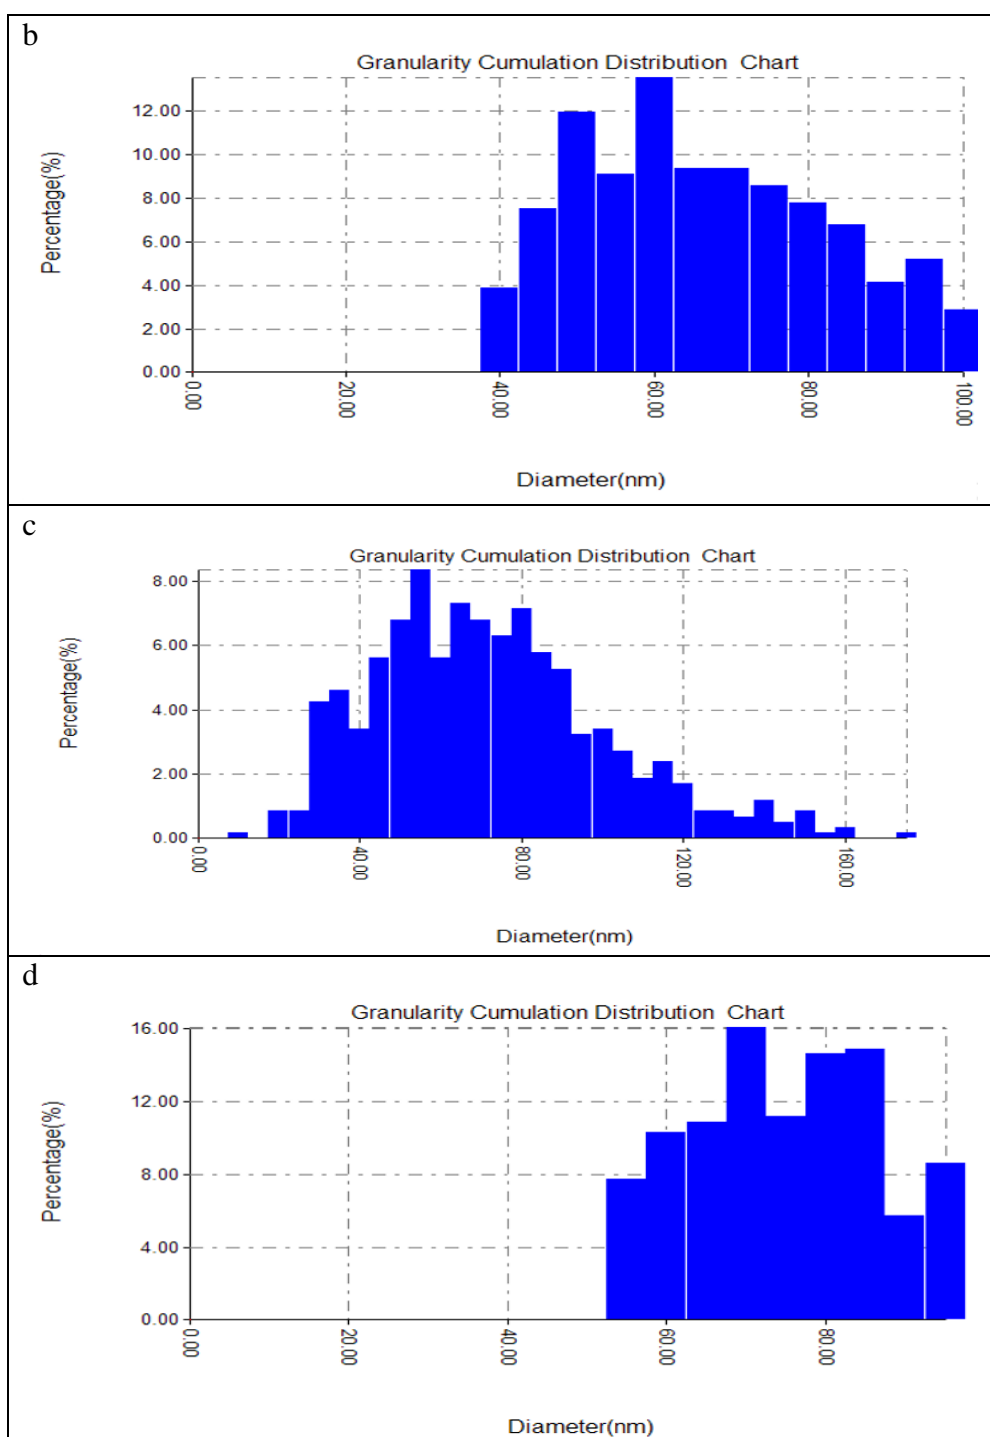 b
Granularity Cumulation Distribution Chart
Percentage(%)
12.00
10.00
8.00
6.00
4.00
2.00
0.00
0.00 20.00 40.00 60.00 80.00 100.00
Diameter(nm)
c
Granularity Cumulation Distribution Chart
Percentage(%)
8.00
6.00
4.00
2.00
0.00
0.00 40.00 80.00 120.00 160.00
Diameter(nm)
d
Granularity Cumulation Distribution Chart
Percentage(%)
16.00
12.00
8.00
4.00
0.00
0.00 20.00 40.00 60.00 80.00
Diameter(nm)